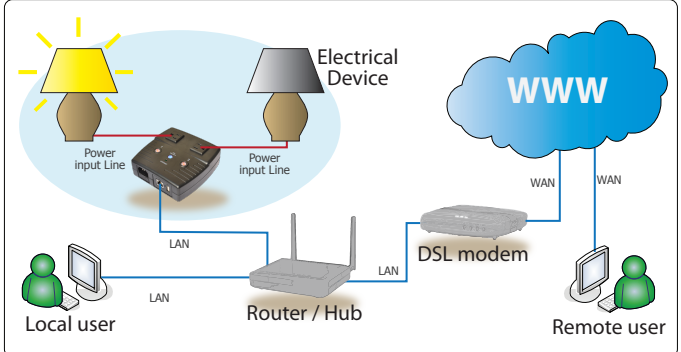 Electrical
Device
WWW
Power
input Line
Power
input Line
WAN
WAN
LAN
DSL modem
LAN
LAN
Router / Hub
Local user
Remote user